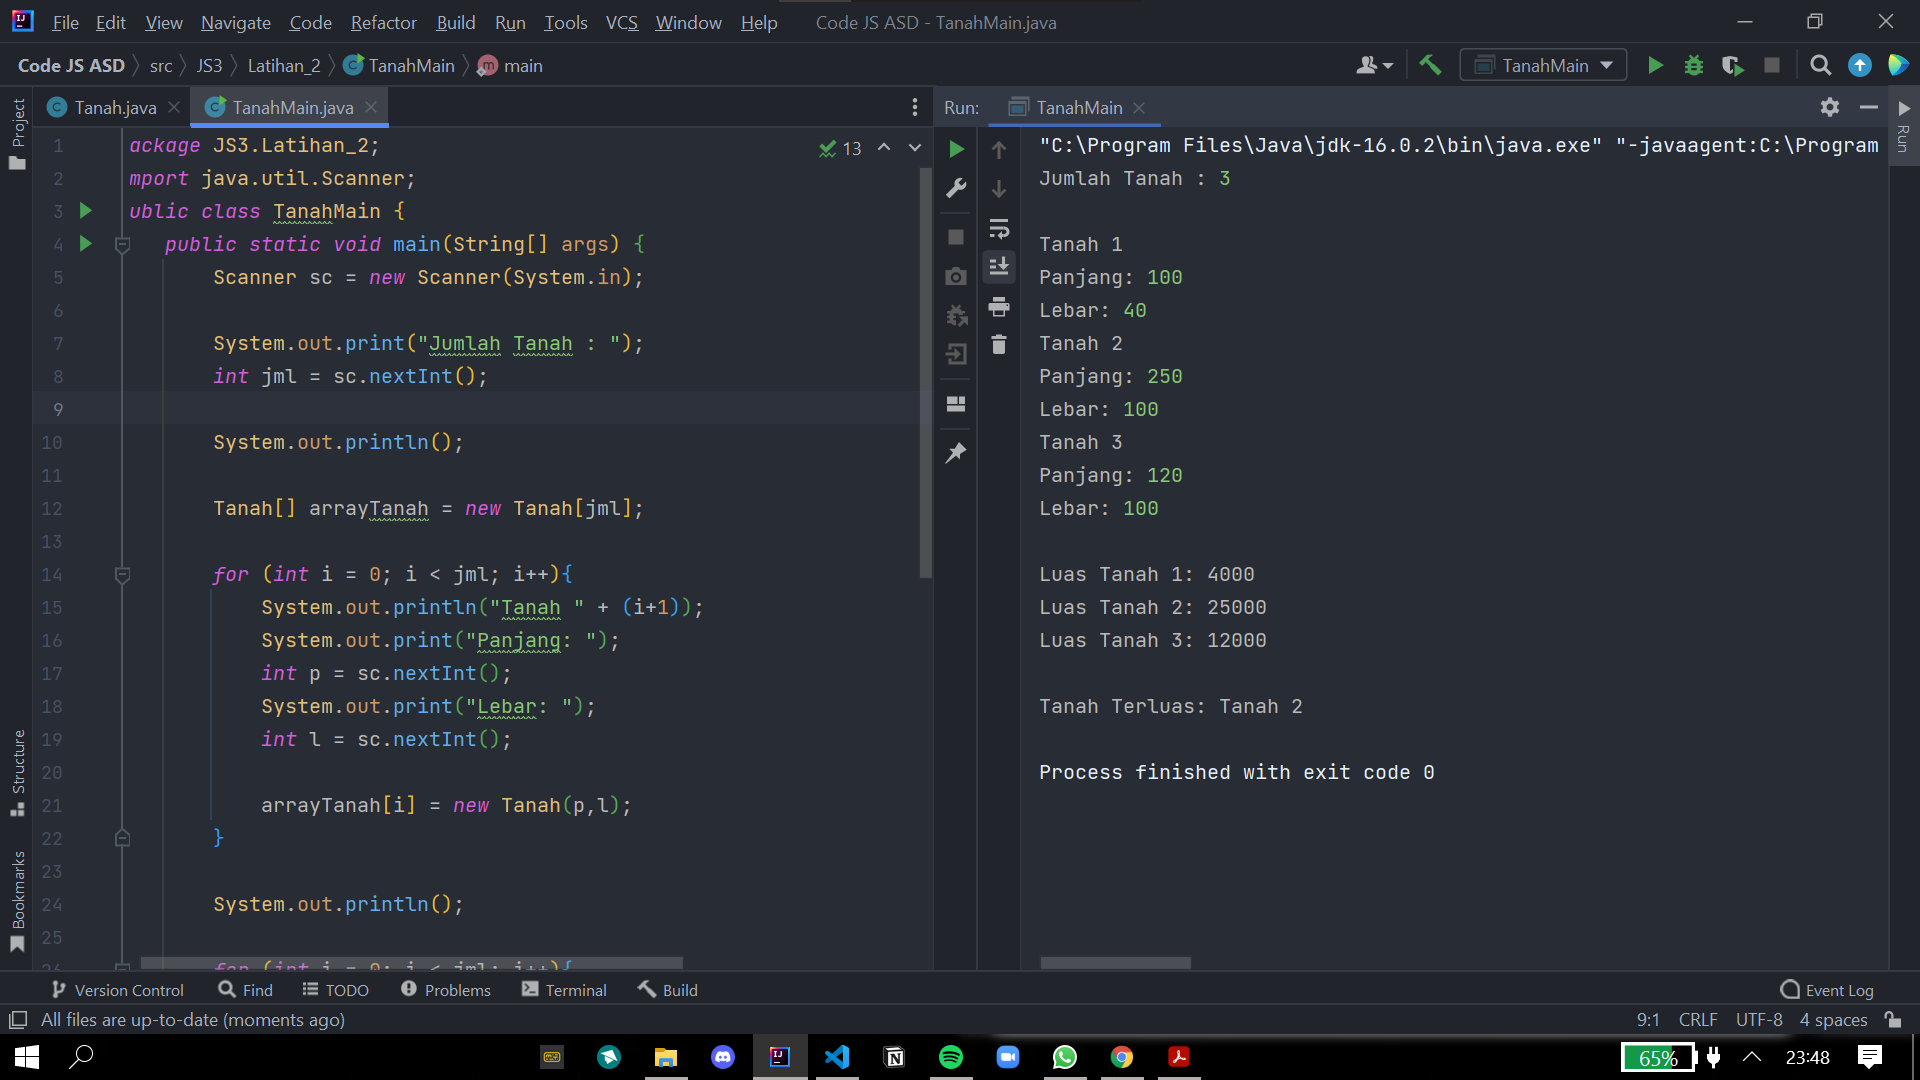 File Edit View Navigate Code Refactor Build Run Tools VCS Window Help Code JS ASD - TanahMain.java
Code JS ASD src JS3 Latihan_2 TanahMain main TanahMain
Project
Structure
Bookmarks
Tanah.java TanahMain.java
13
1 ackage JS3.Latihan_2;
2 mport java.util.Scanner;
3 ublic class TanahMain {
4 public static void main(String[] args) {
5 Scanner sc = new Scanner(System.in);
6
7 System.out.print("Jumlah Tanah : ");
8 int jml = sc.nextInt();
9
10 System.out.println();
11
12 Tanah[] arrayTanah = new Tanah[jml];
13
14 for (int i = 0; i < jml; i++){
15 System.out.println("Tanah " + (i+1));
16 System.out.print("Panjang: ");
17 int p = sc.nextInt();
18 System.out.print("Lebar: ");
19 int l = sc.nextInt();
20
21 arrayTanah[i] = new Tanah(p,l);
22 }
23
24 System.out.println();
25
26 for (int i = 0; i < jml; i++){
Run: TanahMain
Run
"C:\Program Files\Java\jdk-16.0.2\bin\java.exe" "-javaagent:C:\Program
Jumlah Tanah : 3
Tanah 1
Panjang: 100
Lebar: 40
Tanah 2
Panjang: 250
Lebar: 100
Tanah 3
Panjang: 120
Lebar: 100
Luas Tanah 1: 4000
Luas Tanah 2: 25000
Luas Tanah 3: 12000
Tanah Terluas: Tanah 2
Process finished with exit code 0
Version Control Find TODO Problems Terminal Build Event Log
All files are up-to-date (moments ago) 9:1 CRLF UTF-8 4 spaces
65% 23:48